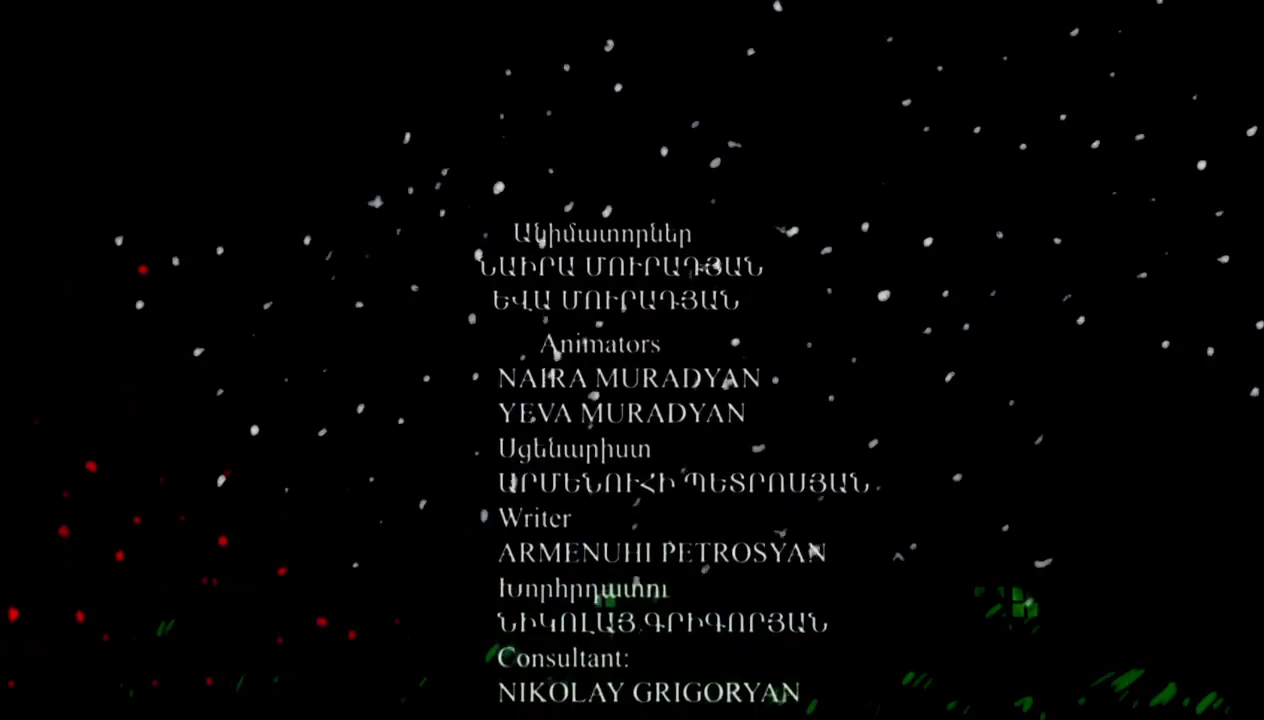 Անիմատորներ
ՆԱԻՐԱ ՄՈՒՐԱԴՅԱՆ
ԵՎԱ ՄՈՒՐԱԴՅԱՆ
Animators
NAIRA MURADYAN
YEVA MURADYAN
Սցենարիստ
ԱՐՄԵՆՈՒՀԻ ՊԵՏՐՈՍՅԱՆ
Writer
ARMENUHI PETROSYAN
Խորհրդատու
ՆԻԿՈԼԱՅ ԳՐԻԳՈՐՅԱՆ
Consultant:
NIKOLAY GRIGORYAN